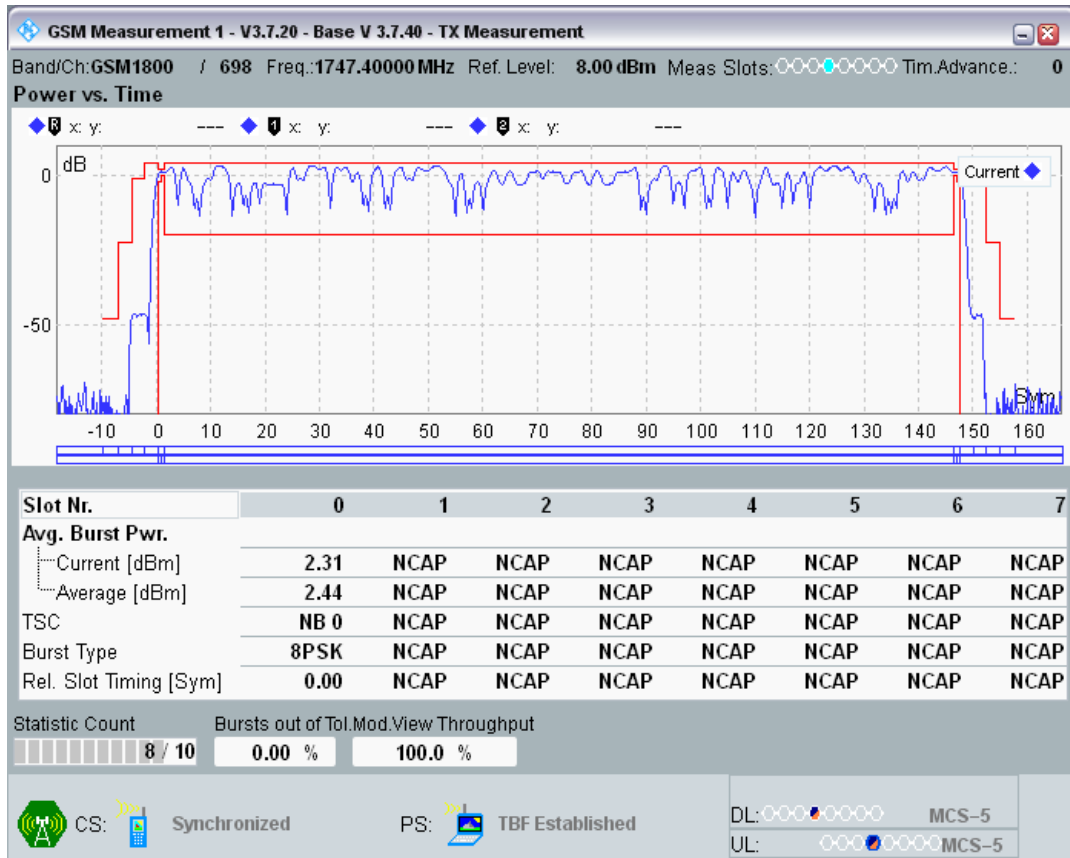 GSM Measurement 1 - V3.7.20 - Base V 3.7.40 - TX Measurement
Band/Ch:GSM1800 / 698 Freq.:1747.40000 MHz Ref. Level: 8.00 dBm Meas Slots: Tim.Advance.: 0
Power vs. Time
R x: y: --- 1 x: y: --- 2 x: y: ---
dB
0
Current
-50
Sym
-10 0 10 20 30 40 50 60 70 80 90 100 110 120 130 140 150 160
Slot Nr. 0 1 2 3 4 5 6 7
Avg. Burst Pwr.
Current [dBm] 2.31 NCAP NCAP NCAP NCAP NCAP NCAP NCAP
Average [dBm] 2.44 NCAP NCAP NCAP NCAP NCAP NCAP NCAP
TSC NB 0 NCAP NCAP NCAP NCAP NCAP NCAP NCAP
Burst Type 8PSK NCAP NCAP NCAP NCAP NCAP NCAP NCAP
Rel. Slot Timing [Sym] 0.00 NCAP NCAP NCAP NCAP NCAP NCAP NCAP
Statistic Count Bursts out of Tol.Mod.View Throughput
8 / 10 0.00 % 100.0 %
CS: Synchronized PS: TBF Established
DL: MCS-5
UL: MCS-5